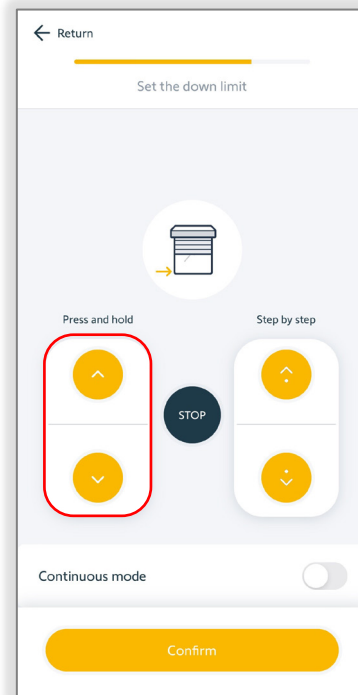 Return
Set the down limit
Press and hold
Step by step
STOP
Continuous mode
Confirm